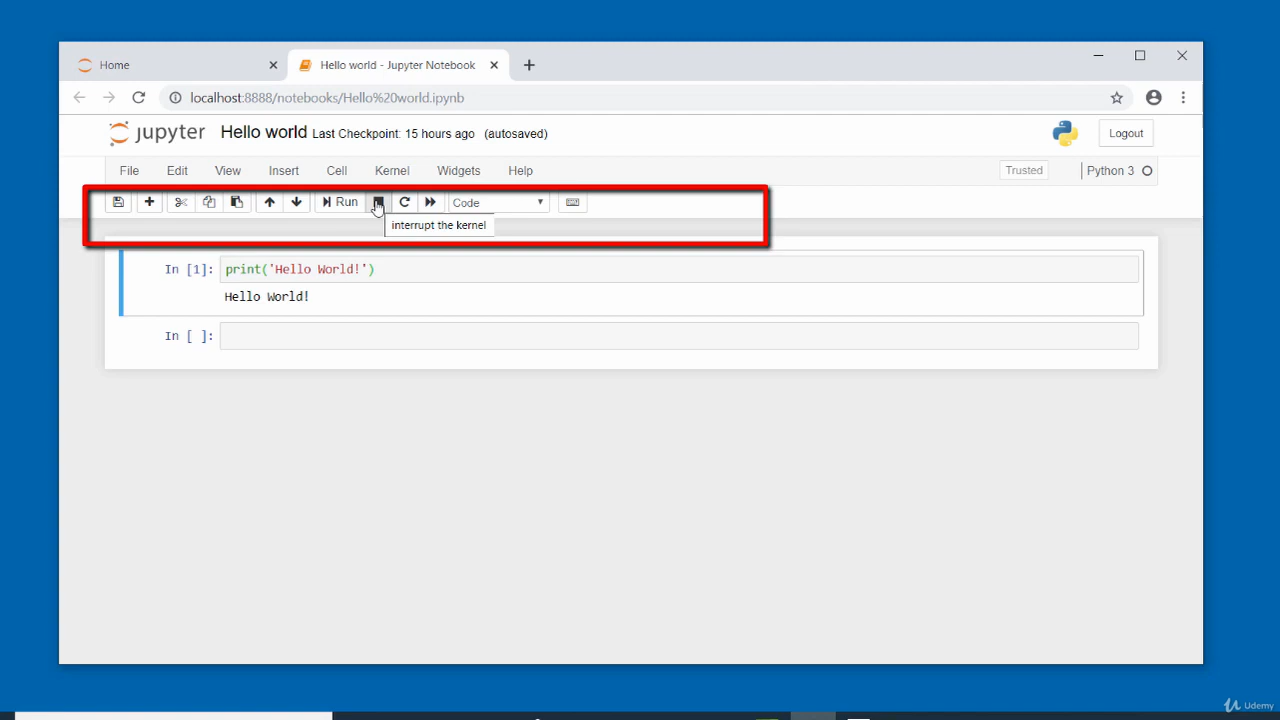 Home
Hello world - Jupyter Notebook
localhost:8888/notebooks/Hello%20world.ipynb
jupyter Hello world Last Checkpoint: 15 hours ago (autosaved)
Logout
File Edit View Insert Cell Kernel Widgets Help
Trusted
Python 3
Run
Code
interrupt the kernel
In [1]: print('Hello World!')
Hello World!
In [ ]:
Udemy